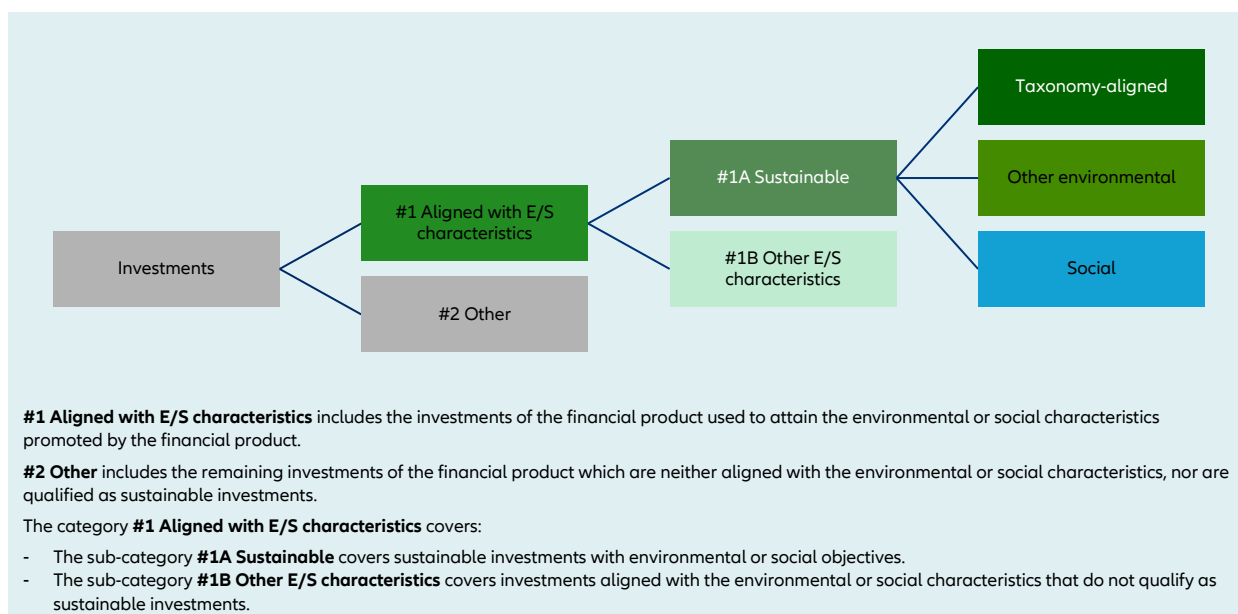 Taxonomy-aligned
#1A Sustainable
Other environmental
#1 Aligned with E/S
characteristics
#1B Other E/S
characteristics
Investments
Social
#2 Other
#1 Aligned with E/S characteristics includes the investments of the financial product used to attain the environmental or social characteristics
promoted by the financial product.
#2 Other includes the remaining investments of the financial product which are neither aligned with the environmental or social characteristics, nor are
qualified as sustainable investments.
The category #1 Aligned with E/S characteristics covers:
- The sub-category #1A Sustainable covers sustainable investments with environmental or social objectives.
- The sub-category #1B Other E/S characteristics covers investments aligned with the environmental or social characteristics that do not qualify as
sustainable investments.